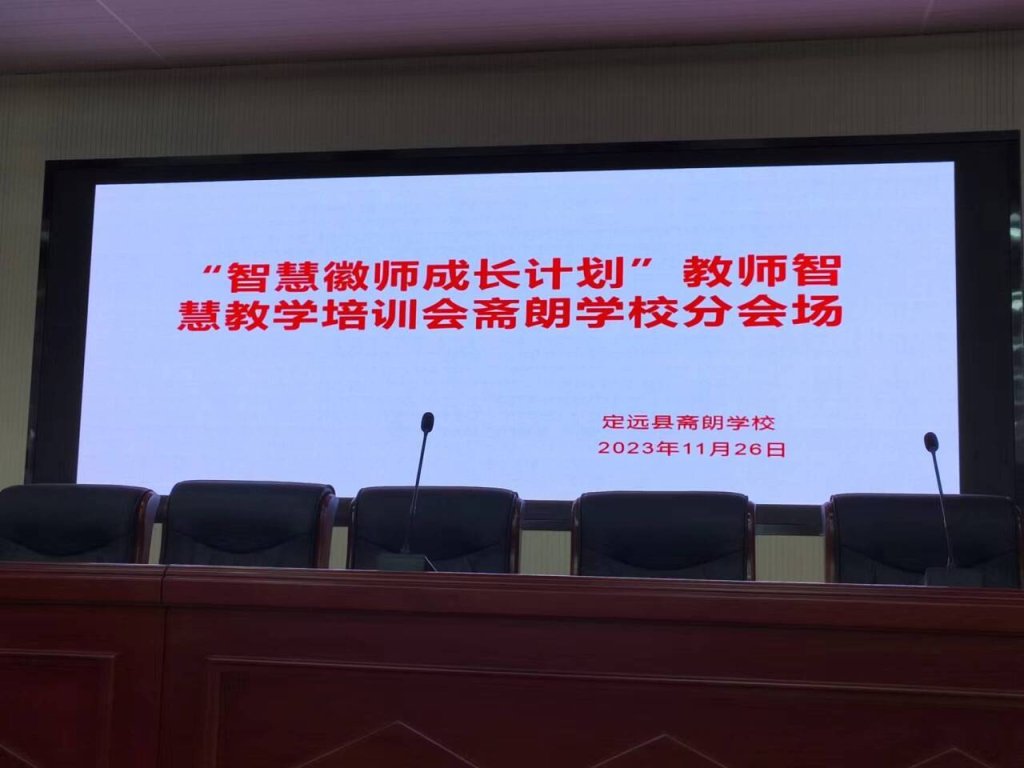 “智慧徽师成长计划”教师智
慧教学培训会斋朗学校分会场
定远县斋朗学校
2023年11月26日